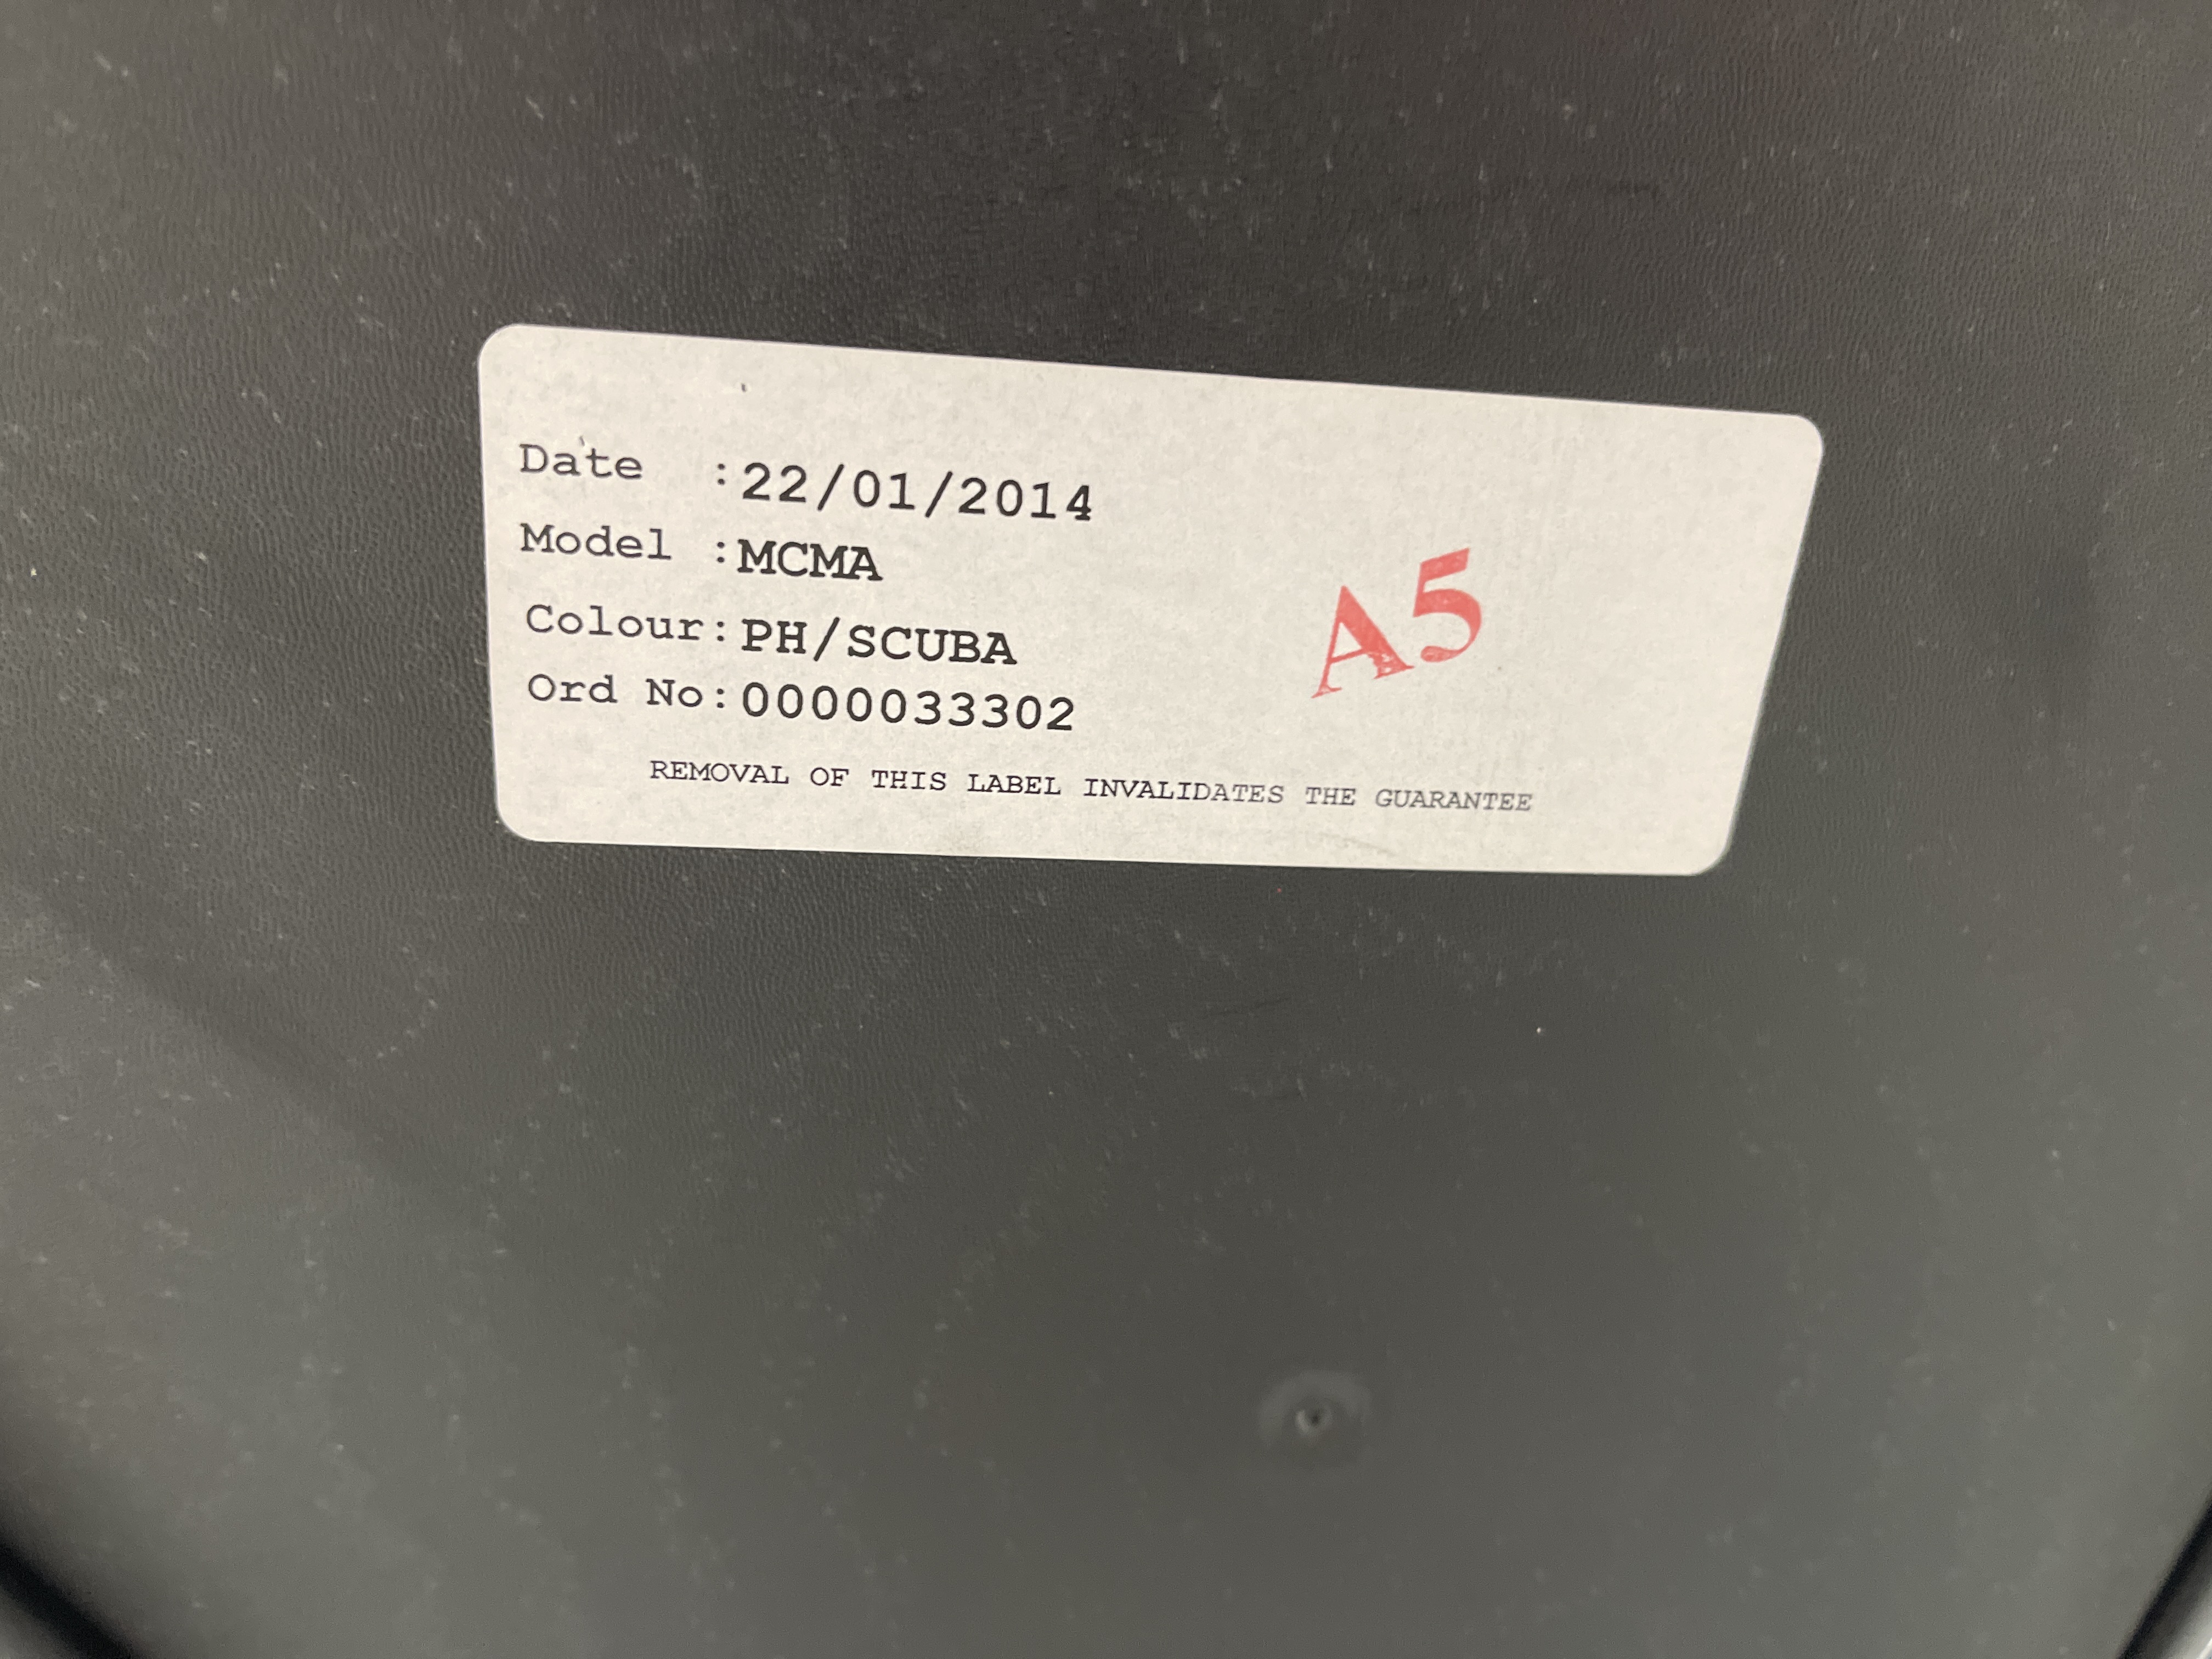 Date :22/01/2014
Model :MCMA
Colour:PH/SCUBA
Ord No:0000033302
A5
REMOVAL OF THIS LABEL INVALIDATES THE GUARANTEE